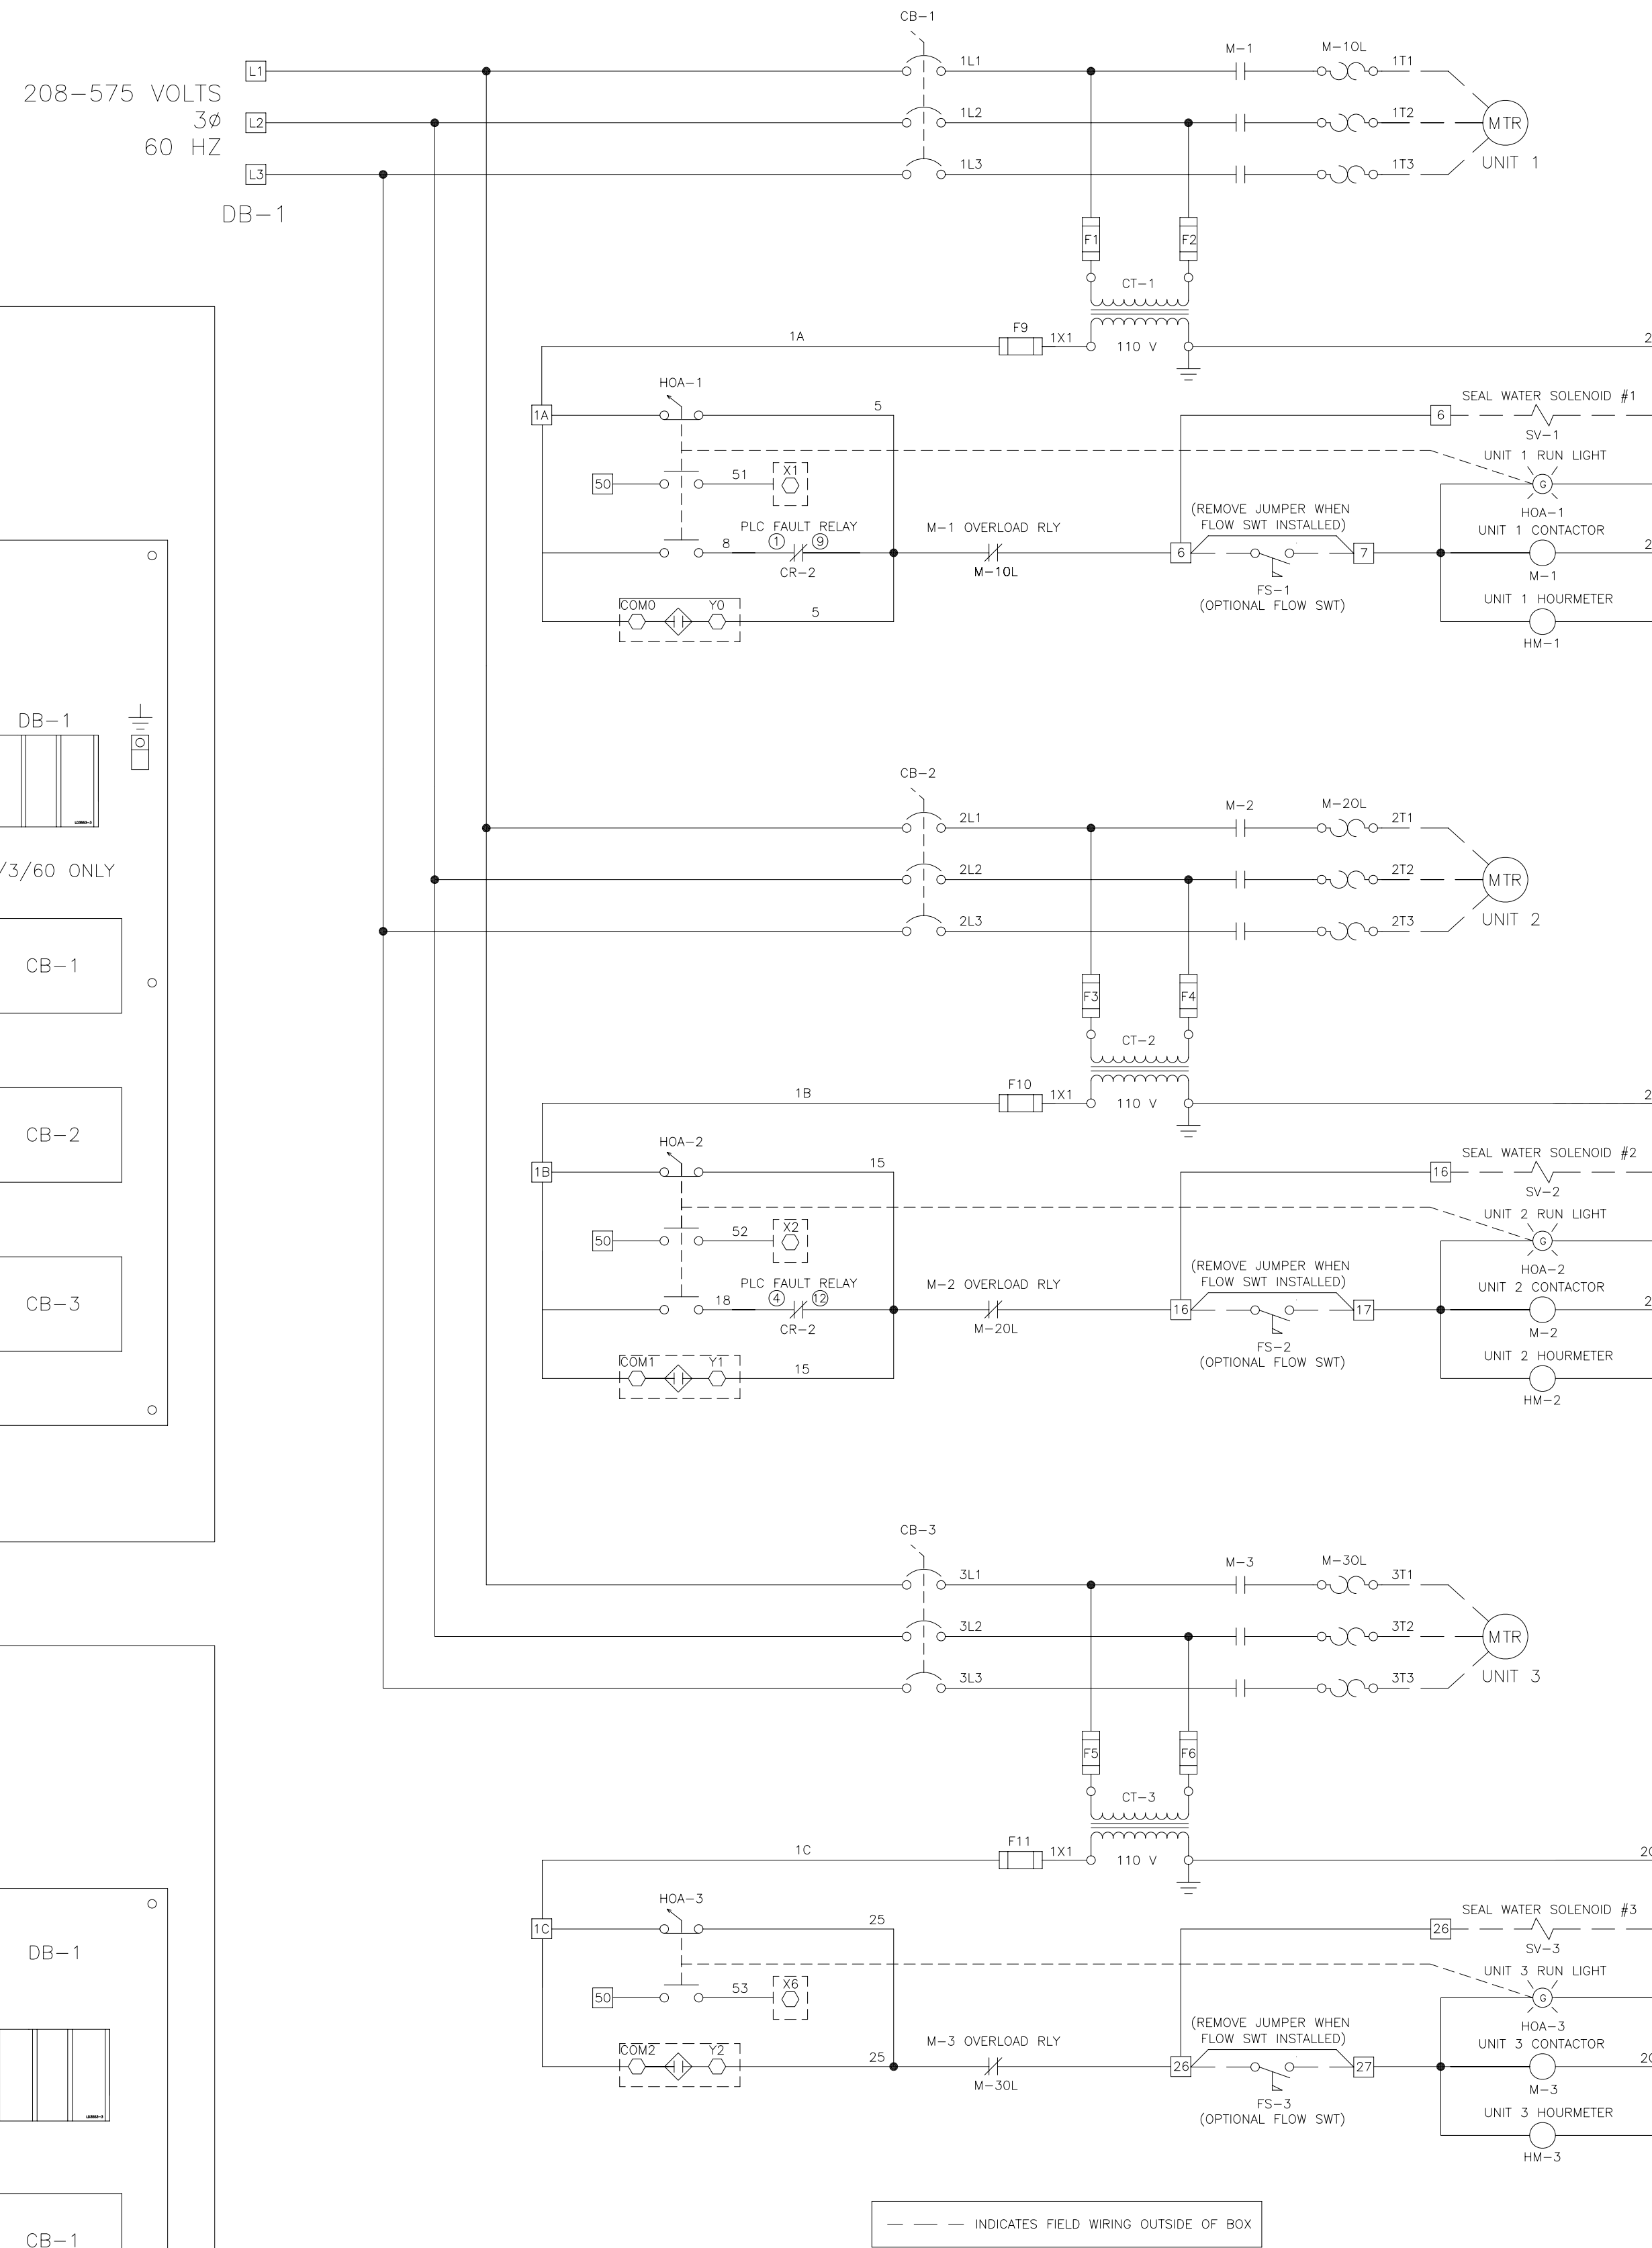 208-575 VOLTS
3ø
60 HZ
L1
L2
L3
DB-1
CB-1
1L1
1L2
1L3
M-1
M-1OL
1T1
1T2
1T3
MTR
UNIT 1
F1
F2
CT-1
110 V
1A
F9
1X1
2
HOA-1
1A
5
50
51
X1
PLC FAULT RELAY
8
1
9
CR-2
COM0
Y0
5
M-1 OVERLOAD RLY
M-1OL
6
(REMOVE JUMPER WHEN
FLOW SWT INSTALLED)
7
FS-1
(OPTIONAL FLOW SWT)
6
SEAL WATER SOLENOID #1
SV-1
UNIT 1 RUN LIGHT
G
HOA-1
UNIT 1 CONTACTOR
2
M-1
UNIT 1 HOURMETER
HM-1
DB-1
/3/60 ONLY
CB-1
CB-2
CB-3
CB-2
2L1
2L2
2L3
M-2
M-2OL
2T1
2T2
2T3
MTR
UNIT 2
F3
F4
CT-2
110 V
1B
F10
1X1
2
HOA-2
1B
15
50
52
X2
PLC FAULT RELAY
18
4
12
CR-2
COM1
Y1
15
M-2 OVERLOAD RLY
M-2OL
16
(REMOVE JUMPER WHEN
FLOW SWT INSTALLED)
17
FS-2
(OPTIONAL FLOW SWT)
16
SEAL WATER SOLENOID #2
SV-2
UNIT 2 RUN LIGHT
G
HOA-2
UNIT 2 CONTACTOR
2
M-2
UNIT 2 HOURMETER
HM-2
CB-3
3L1
3L2
3L3
M-3
M-3OL
3T1
3T2
3T3
MTR
UNIT 3
F5
F6
CT-3
110 V
1C
F11
1X1
2C
HOA-3
1C
25
50
53
X6
COM2
Y2
25
M-3 OVERLOAD RLY
M-3OL
26
(REMOVE JUMPER WHEN
FLOW SWT INSTALLED)
27
FS-3
(OPTIONAL FLOW SWT)
26
SEAL WATER SOLENOID #3
SV-3
UNIT 3 RUN LIGHT
G
HOA-3
UNIT 3 CONTACTOR
2C
M-3
UNIT 3 HOURMETER
HM-3
DB-1
CB-1
INDICATES FIELD WIRING OUTSIDE OF BOX